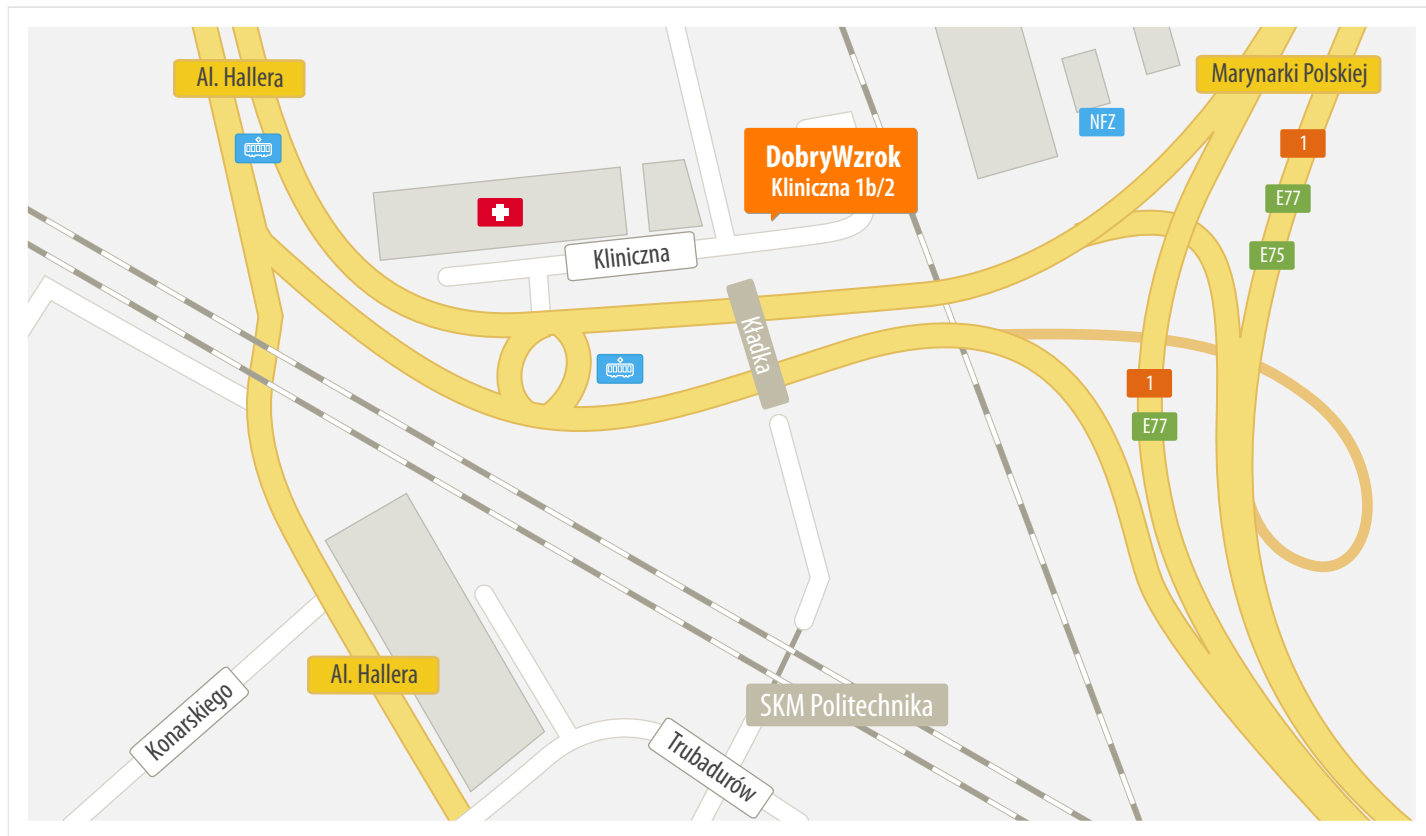 Al. Hallera
Marynarki Polskiej
NFZ
1
DobryWzrok
Kliniczna 1b/2
E77
Kliniczna
E75
Kładka
1
E77
Al. Hallera
Konarskiego
SKM Politechnika
Trubadurów